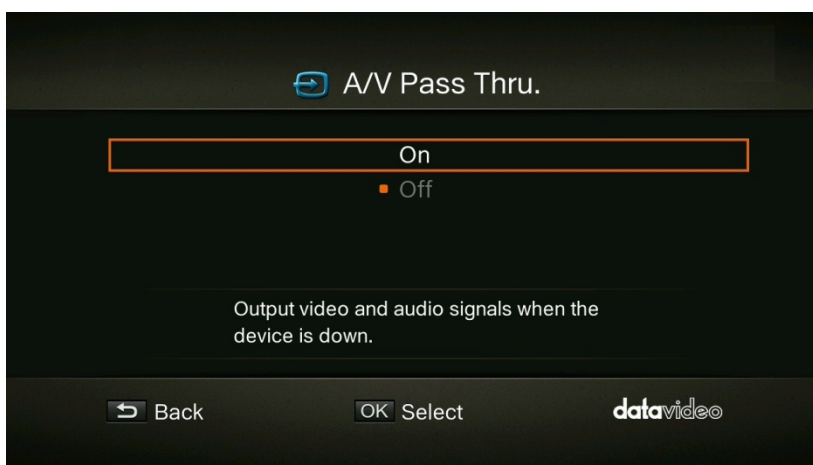 A/V Pass Thru.
On
Off
Output video and audio signals when the
device is down.
Back
OK Select
datavideo